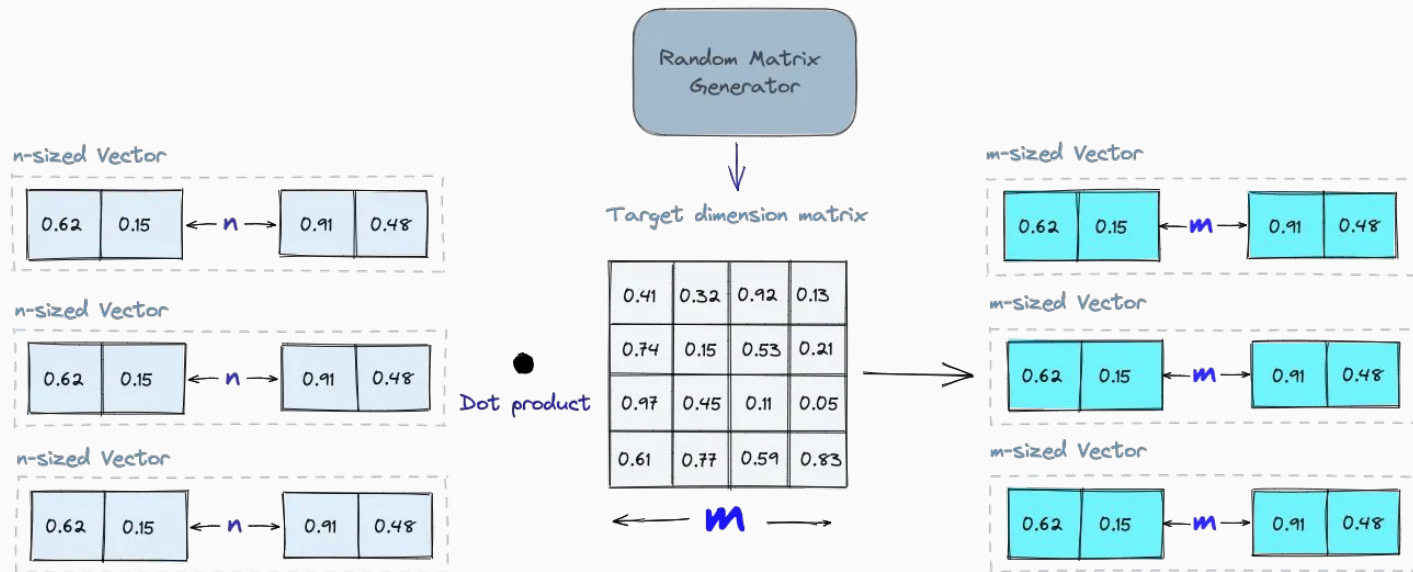 Random Matrix
Generator
n-sized Vector
0.62 0.15 n 0.91 0.48
n-sized Vector
0.62 0.15 n 0.91 0.48
n-sized Vector
0.62 0.15 n 0.91 0.48
Dot product
Target dimension matrix
0.41 0.32 0.92 0.13
0.74 0.15 0.53 0.21
0.97 0.45 0.11 0.05
0.61 0.77 0.59 0.83
m
m-sized Vector
0.62 0.15 m 0.91 0.48
m-sized Vector
0.62 0.15 m 0.91 0.48
m-sized Vector
0.62 0.15 m 0.91 0.48